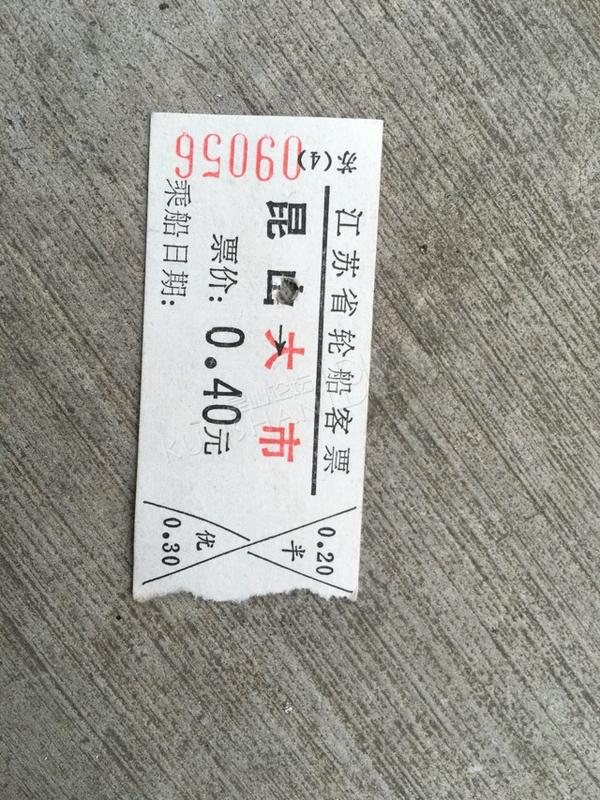 苏(4)
09056
江苏省轮船客票
昆山→大市
票价:0.40元
乘船日期:
0.20
半
优
0.30